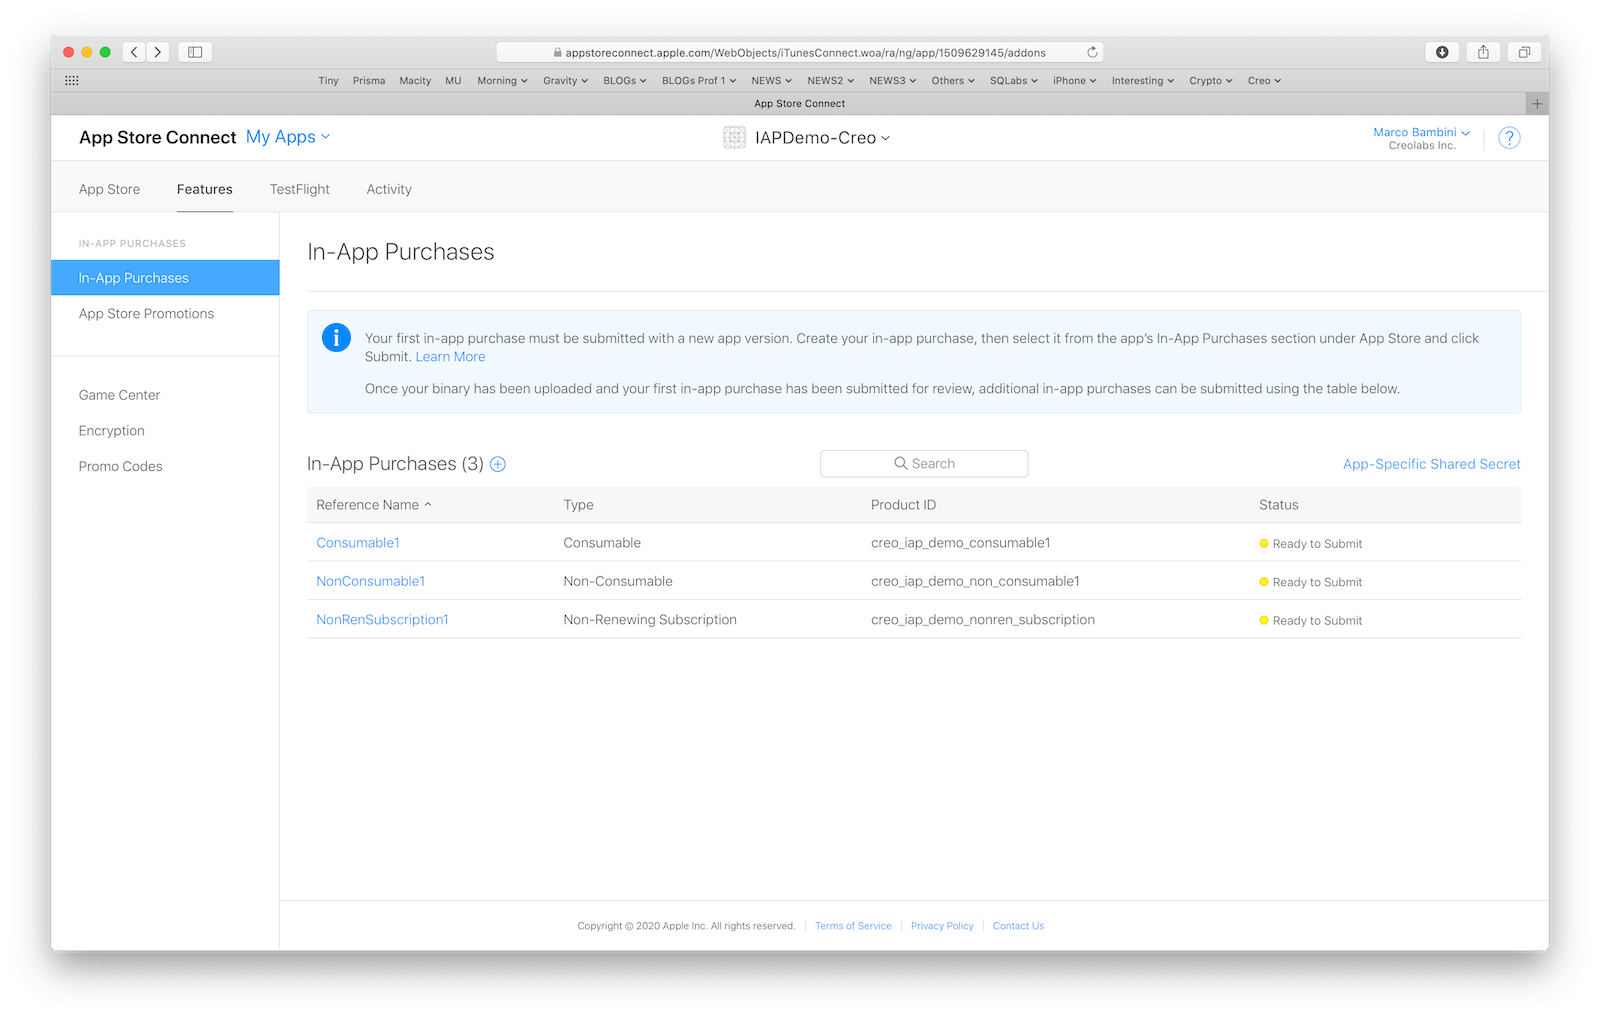 appstoreconnect.apple.com/WebObjects/iTunesConnect.woa/ra/ng/app/1509629145/addons
Tiny Prisma Macity MU Morning Gravity BLOGs BLOGs Prof 1 NEWS NEWS2 NEWS3 Others SQLabs iPhone Interesting Crypto Creo
App Store Connect
App Store Connect My Apps IAPDemo-Creo Marco Bambini
Creolabs Inc.
?
App Store Features TestFlight Activity
IN-APP PURCHASES
In-App Purchases
App Store Promotions
Game Center
Encryption
Promo Codes
In-App Purchases
Your first in-app purchase must be submitted with a new app version. Create your in-app purchase, then select it from the app's In-App Purchases section under App Store and click
Submit. Learn More
Once your binary has been uploaded and your first in-app purchase has been submitted for review, additional in-app purchases can be submitted using the table below.
In-App Purchases (3) Search App-Specific Shared Secret
Reference Name Type Product ID Status
Consumable1 Consumable creo_iap_demo_consumable1 Ready to Submit
NonConsumable1 Non-Consumable creo_iap_demo_non_consumable1 Ready to Submit
NonRenSubscription1 Non-Renewing Subscription creo_iap_demo_nonren_subscription Ready to Submit
Copyright © 2020 Apple Inc. All rights reserved. Terms of Service Privacy Policy Contact Us